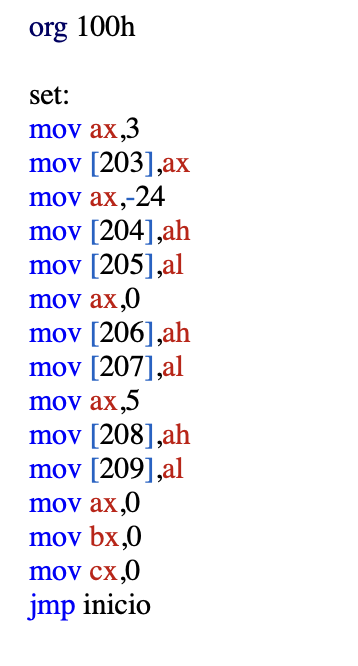 org 100h
set:
mov ax,3
mov [203],ax
mov ax,-24
mov [204],ah
mov [205],al
mov ax,0
mov [206],ah
mov [207],al
mov ax,5
mov [208],ah
mov [209],al
mov ax,0
mov bx,0
mov cx,0
jmp inicio